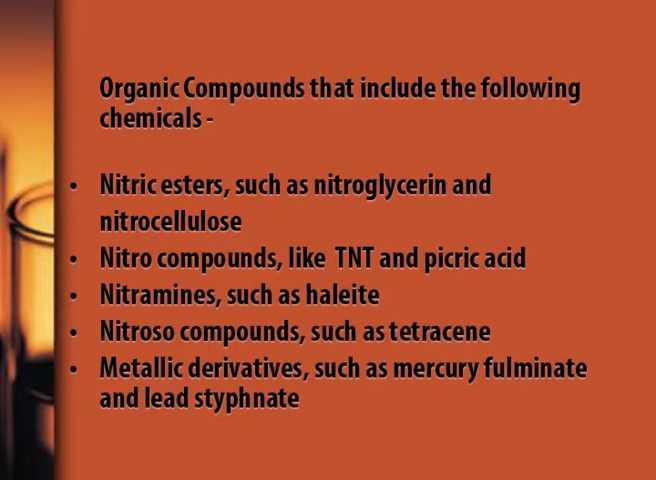 Organic Compounds that include the following
chemicals -
• Nitric esters, such as nitroglycerin and
nitrocellulose
• Nitro compounds, like TNT and picric acid
• Nitramines, such as haleite
• Nitroso compounds, such as tetracene
• Metallic derivatives, such as mercury fulminate
and lead styphnate